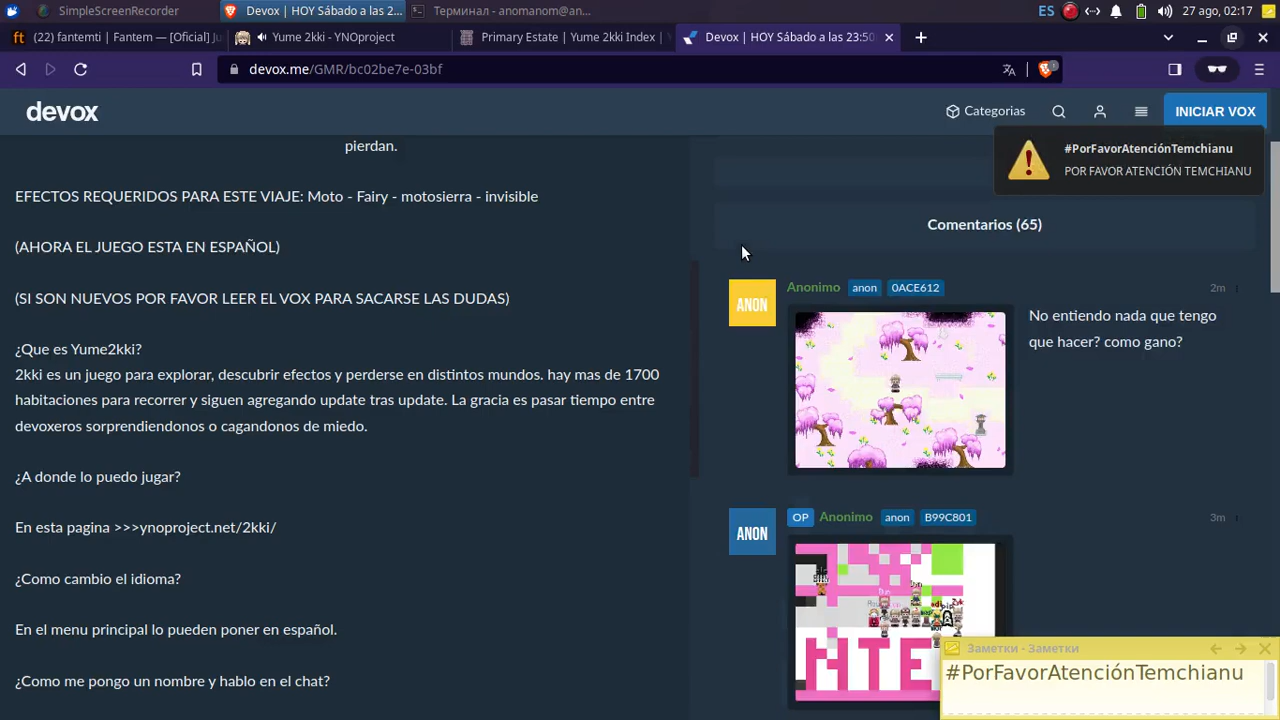 SimpleScreenRecorder
Devox | HOY Sábado a las 2...
Терминал - anomanom@an...
ES
27 ago, 02:17
(22) fantemti | Fantem — [Oficial] Ju
Yume 2kki - YNOproject
Primary Estate | Yume 2kki Index |
Devox | HOY Sábado a las 23:50
devox.me/GMR/bc02be7e-03bf
1
devox
Categorias
INICIAR VOX
#PorFavorAtenciónTemchianu
POR FAVOR ATENCIÓN TEMCHIANU
pierdan.
EFECTOS REQUERIDOS PARA ESTE VIAJE: Moto - Fairy - motosierra - invisible
(AHORA EL JUEGO ESTA EN ESPAÑOL)
(SI SON NUEVOS POR FAVOR LEER EL VOX PARA SACARSE LAS DUDAS)
¿Que es Yume2kki?
2kki es un juego para explorar, descubrir efectos y perderse en distintos mundos. hay mas de 1700
habitaciones para recorrer y siguen agregando update tras update. La gracia es pasar tiempo entre
devoxeros sorprendiendonos o cagandonos de miedo.
¿A donde lo puedo jugar?
En esta pagina >>>ynoproject.net/2kki/
¿Como cambio el idioma?
En el menu principal lo pueden poner en español.
¿Como me pongo un nombre y hablo en el chat?
Comentarios (65)
ANON
Anonimo anon 0ACE612
2m
No entiendo nada que tengo
que hacer? como gano?
ANON
OP Anonimo anon B99C801
3m
NTE
Заметки - Заметки
#PorFavorAtenciónTemchianu